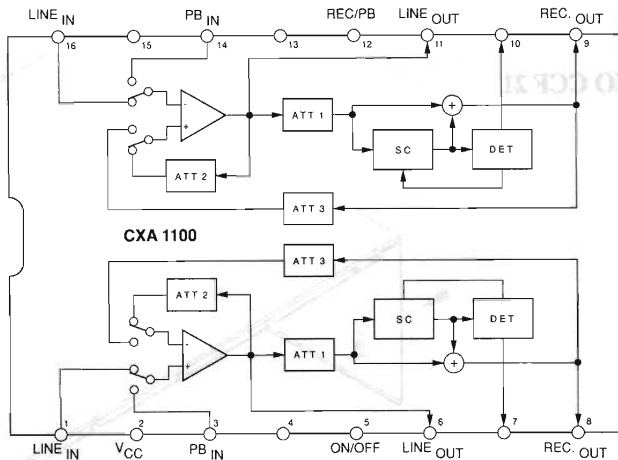 LINE IN
PB IN
REC/PB
LINE OUT
REC. OUT
16 15 14 13 12 11 10 9
- +
ATT 1
+
SC
DET
ATT 2
ATT 3
CXA 1100
ATT 3
ATT 2
SC
DET
- +
ATT 1
+
1 2 3 4 5 6 7 8
LINE IN
VCC
PB IN
ON/OFF
LINE OUT
REC. OUT